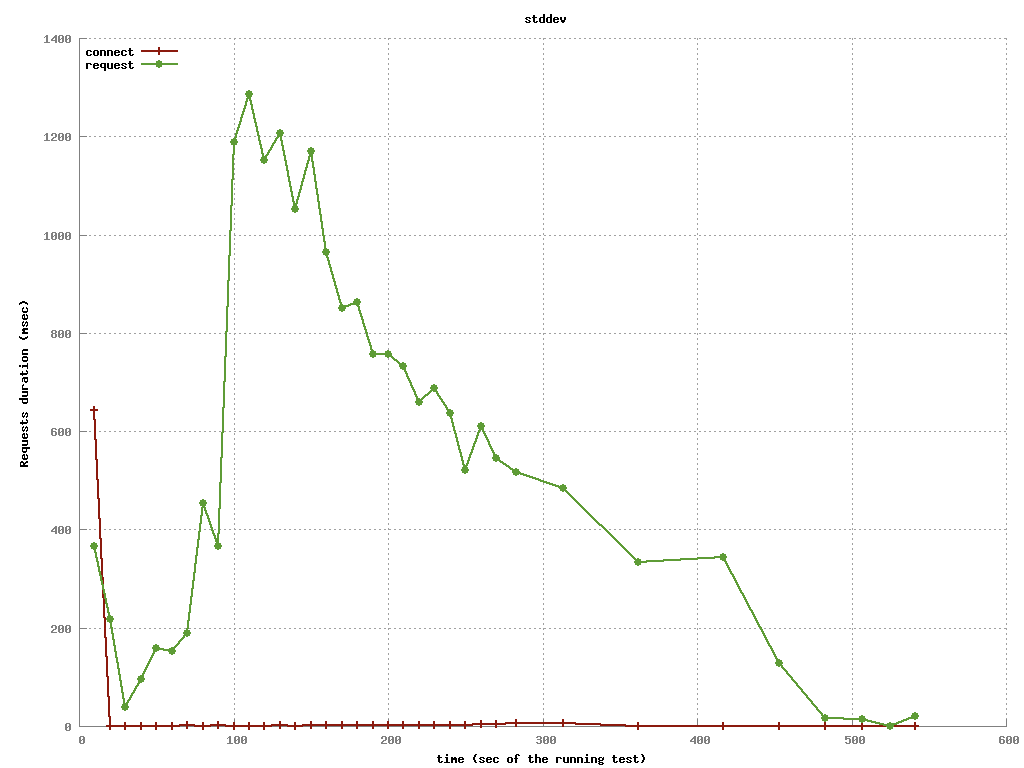 stddev
1400
connect
request
1200
1000
800
Requests duration (msec)
600
400
200
0
0 100 200 300 400 500 600
time (sec of the running test)